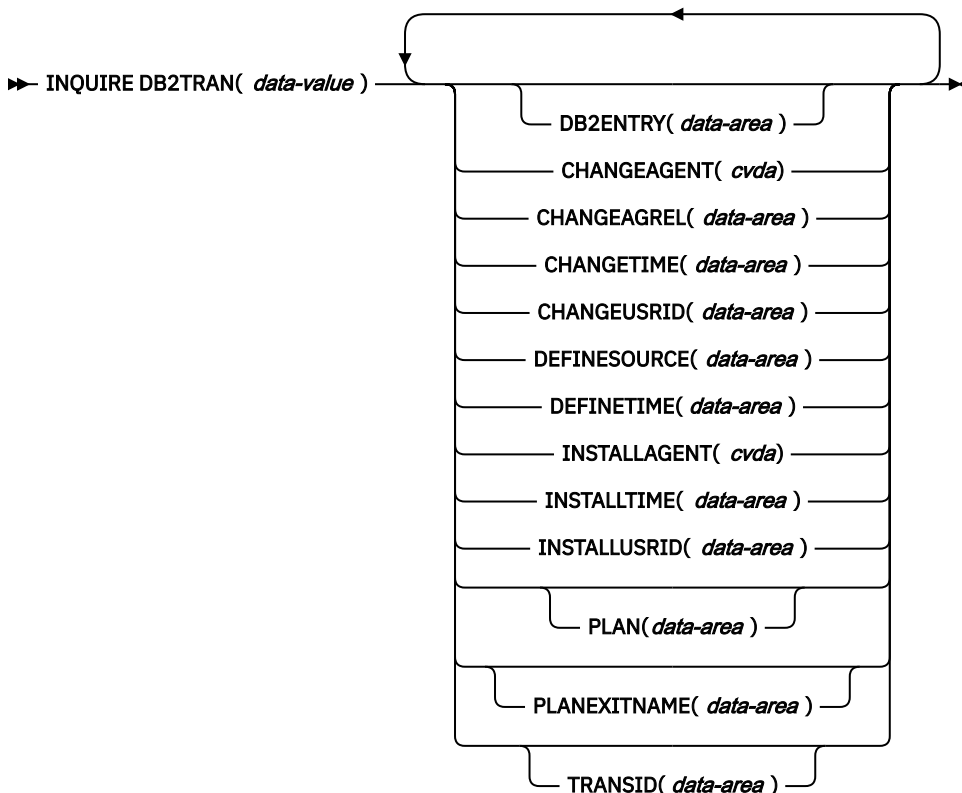 INQUIRE DB2TRAN( data-value )
DB2ENTRY( data-area )
CHANGEAGENT( cvda)
CHANGEAGREL( data-area )
CHANGETIME( data-area )
CHANGEUSRID( data-area )
DEFINESOURCE( data-area )
DEFINETIME( data-area )
INSTALLAGENT( cvda)
INSTALLTIME( data-area )
INSTALLUSRID( data-area )
PLAN(data-area )
PLANEXITNAME( data-area )
TRANSID( data-area )